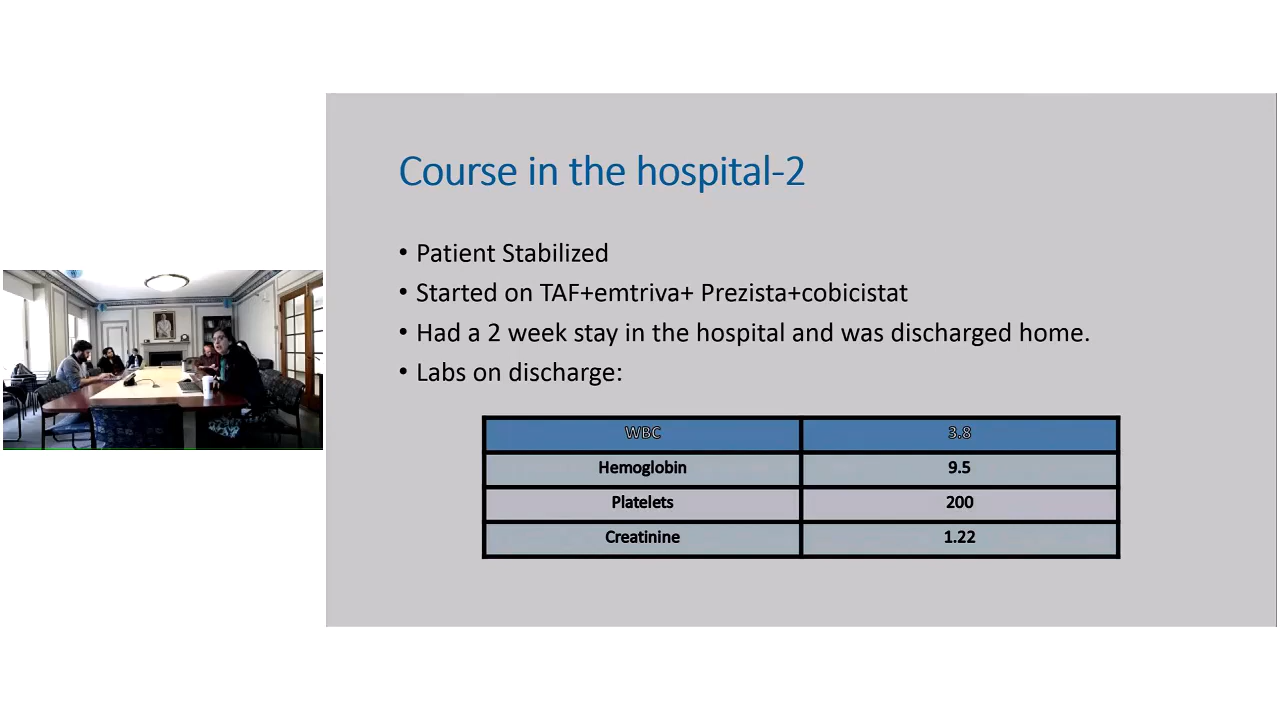 Course in the hospital-2
• Patient Stabilized
• Started on TAF+emtriva+ Prezista+cobicistat
• Had a 2 week stay in the hospital and was discharged home.
• Labs on discharge:
WBC 3.8
Hemoglobin 9.5
Platelets 200
Creatinine 1.22